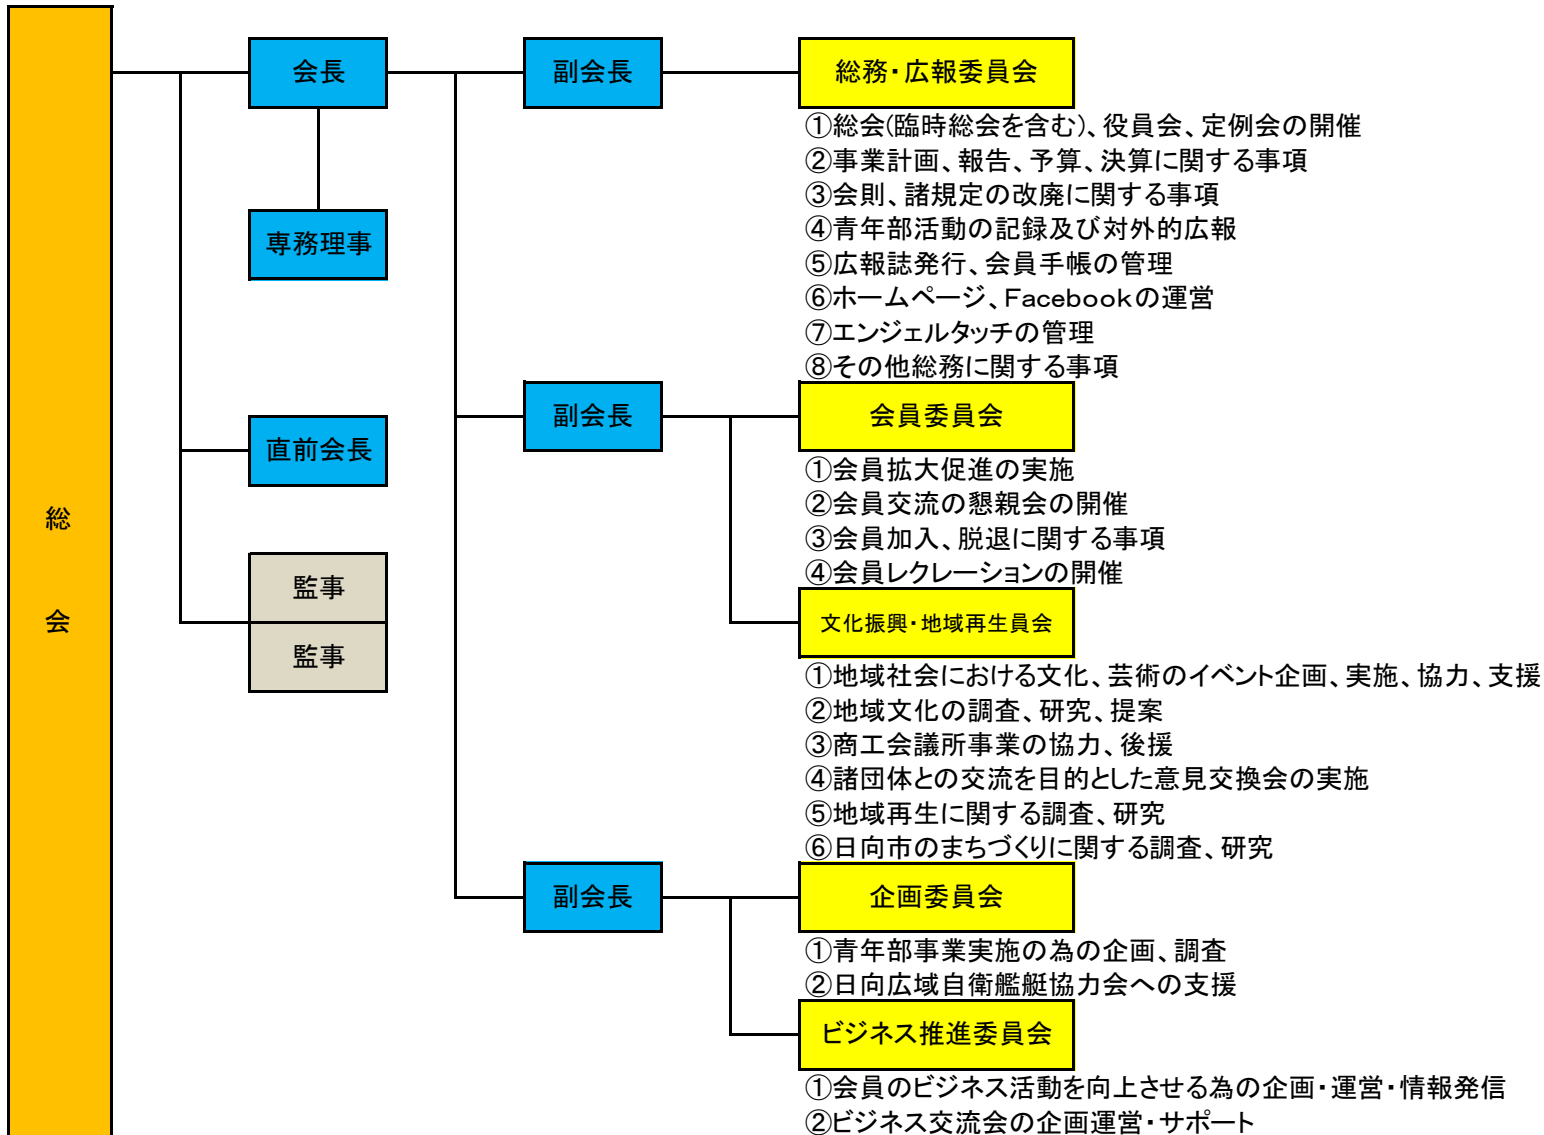 総
会
会長
専務理事
直前会長
監事
監事
副会長
総務・広報委員会
①総会(臨時総会を含む)、役員会、定例会の開催
②事業計画、報告、予算、決算に関する事項
③会則、諸規定の改廃に関する事項
④青年部活動の記録及び対外的広報
⑤広報誌発行、会員手帳の管理
⑥ホームページ、Facebookの運営
⑦エンジェルタッチの管理
⑧その他総務に関する事項
副会長
会員委員会
①会員拡大促進の実施
②会員交流の懇親会の開催
③会員加入、脱退に関する事項
④会員レクレーションの開催
文化振興・地域再生員会
①地域社会における文化、芸術のイベント企画、実施、協力、支援
②地域文化の調査、研究、提案
③商工会議所事業の協力、後援
④諸団体との交流を目的とした意見交換会の実施
⑤地域再生に関する調査、研究
⑥日向市のまちづくりに関する調査、研究
副会長
企画委員会
①青年部事業実施の為の企画、調査
②日向広域自衛艦艇協力会への支援
ビジネス推進委員会
①会員のビジネス活動を向上させる為の企画・運営・情報発信
②ビジネス交流会の企画運営・サポート